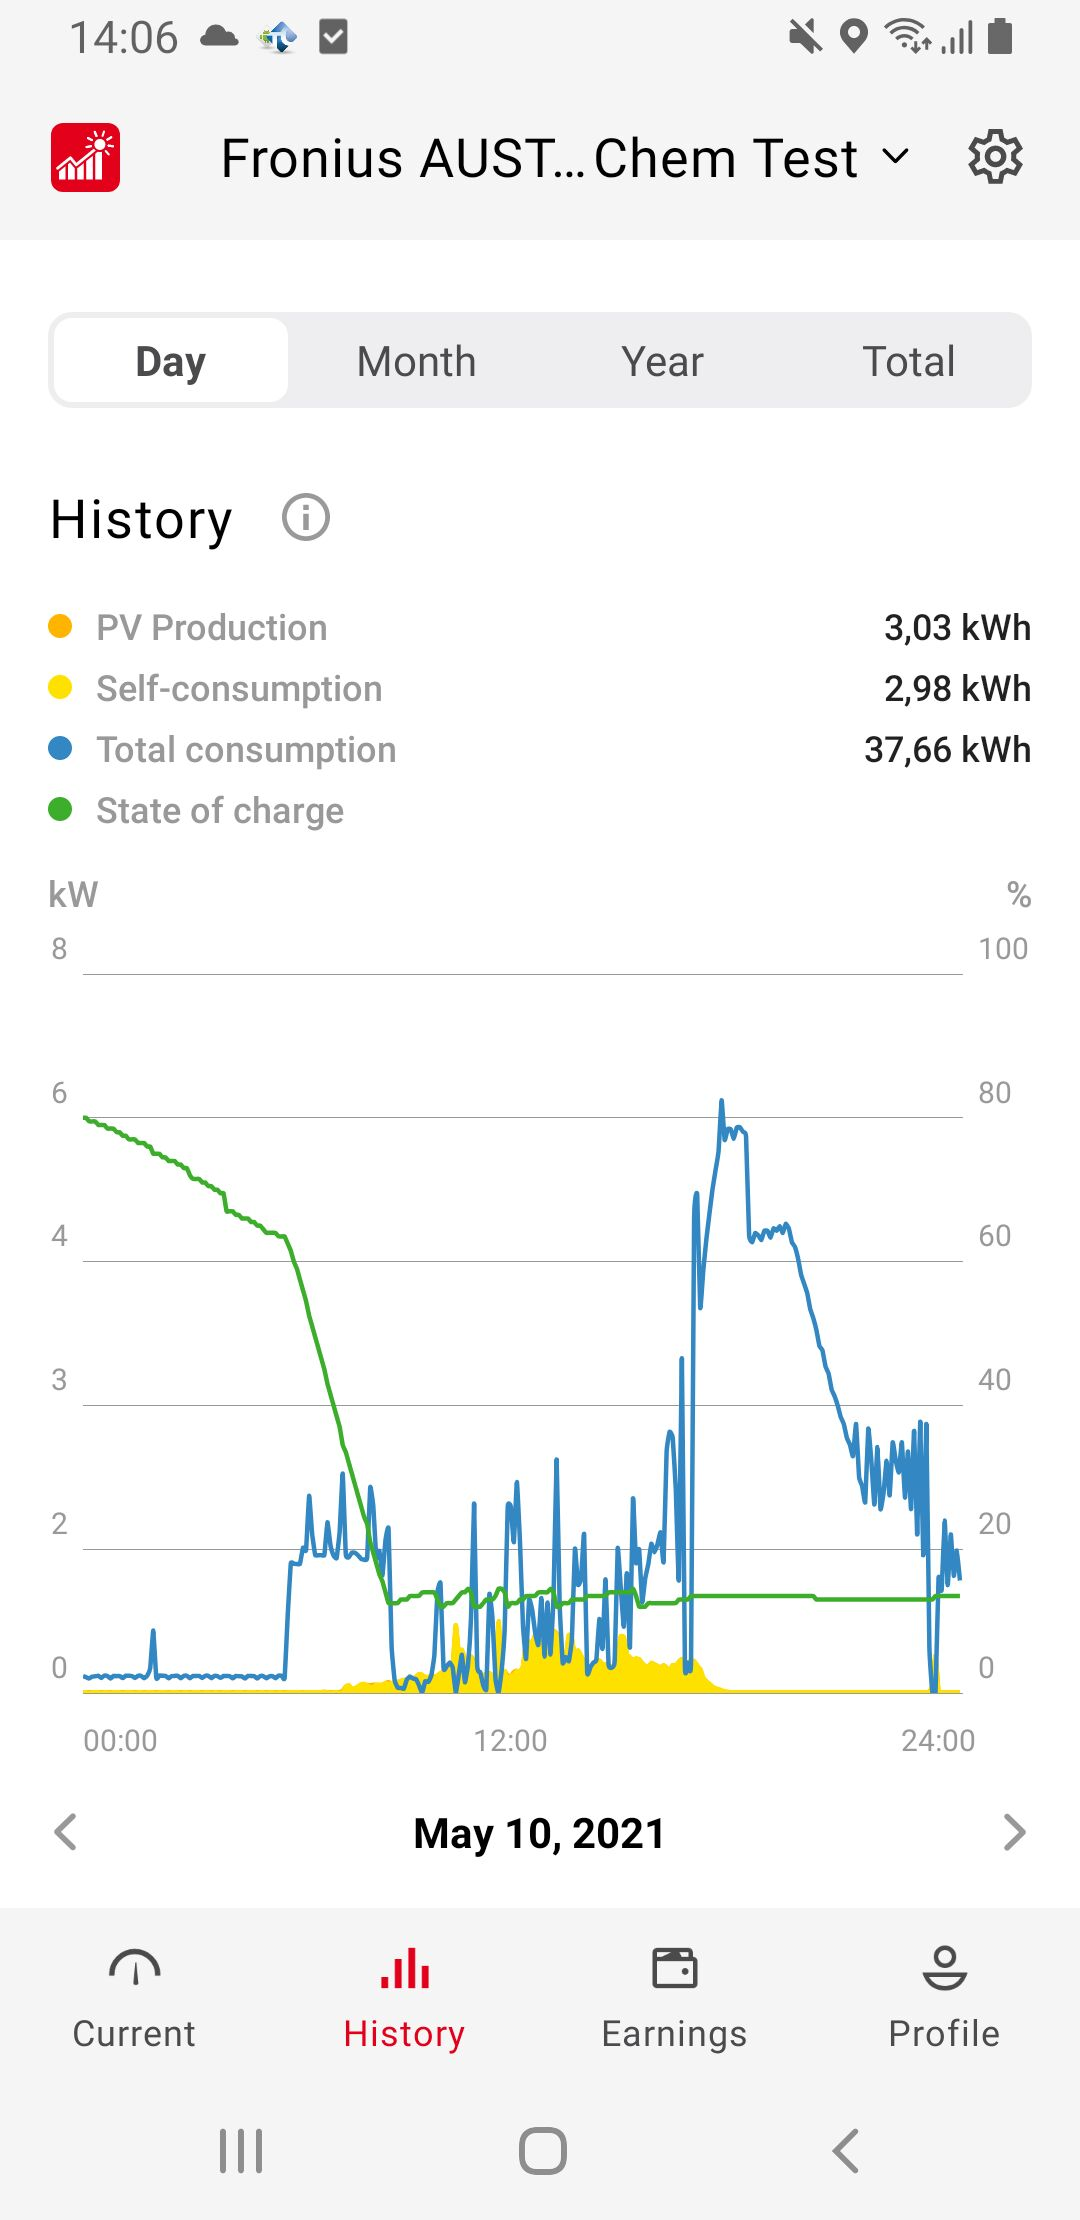 14:06
Fronius AUST... Chem Test
Day Month Year Total
History
PV Production 3,03 kWh
Self-consumption 2,98 kWh
Total consumption 37,66 kWh
State of charge
kW %
8 100
6 80
4 60
3 40
2 20
0 0
00:00 12:00 24:00
May 10, 2021
Current History Earnings Profile